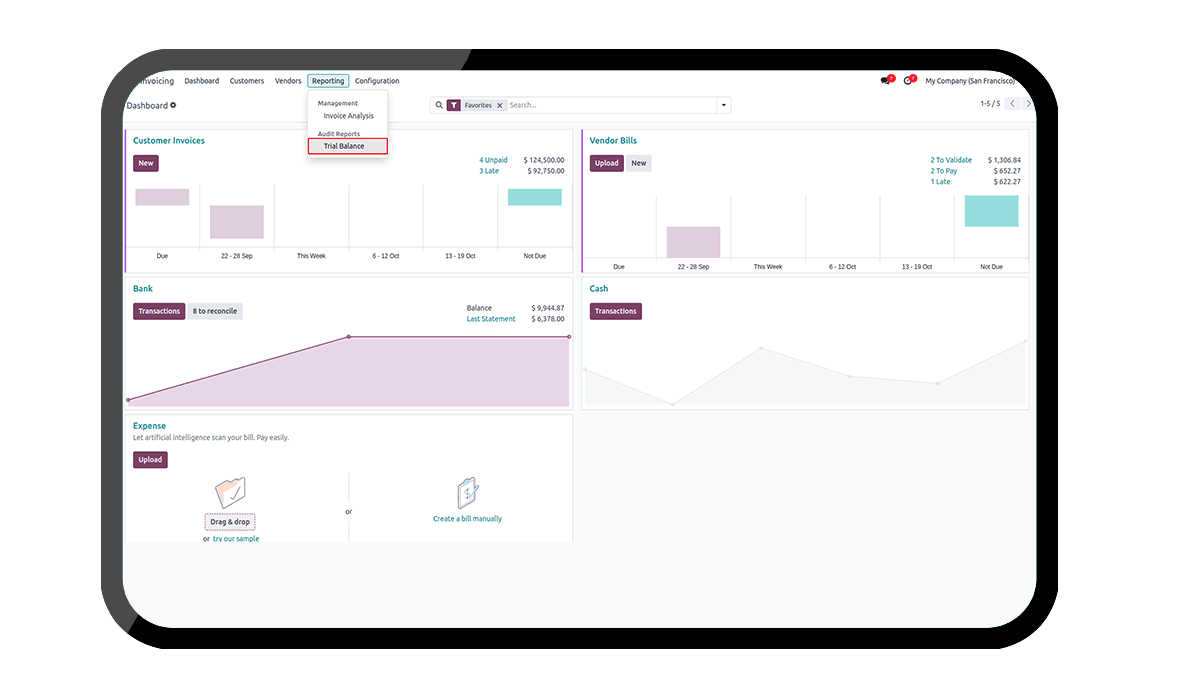 Invoicing Dashboard Customers Vendors Reporting Configuration
My Company (San Francisco)
Dashboard
Favorites Search...
1-5 / 5
Management
Invoice Analysis
Audit Reports
Trial Balance
Customer Invoices
New
4 Unpaid $ 124,500.00
3 Late $ 92,750.00
Due 22 - 28 Sep This Week 6 - 12 Oct 13 - 19 Oct Not Due
Vendor Bills
Upload New
2 To Validate $ 1,306.84
2 To Pay $ 652.27
1 Late $ 622.27
Due 22 - 28 Sep This Week 6 - 12 Oct 13 - 19 Oct Not Due
Bank
Transactions 8 to reconcile
Balance $ 9,944.87
Last Statement $ 6,378.00
Cash
Transactions
Expense
Let artificial intelligence scan your bill. Pay easily.
Upload
Drag & drop
or try our sample
or
Create a bill manually